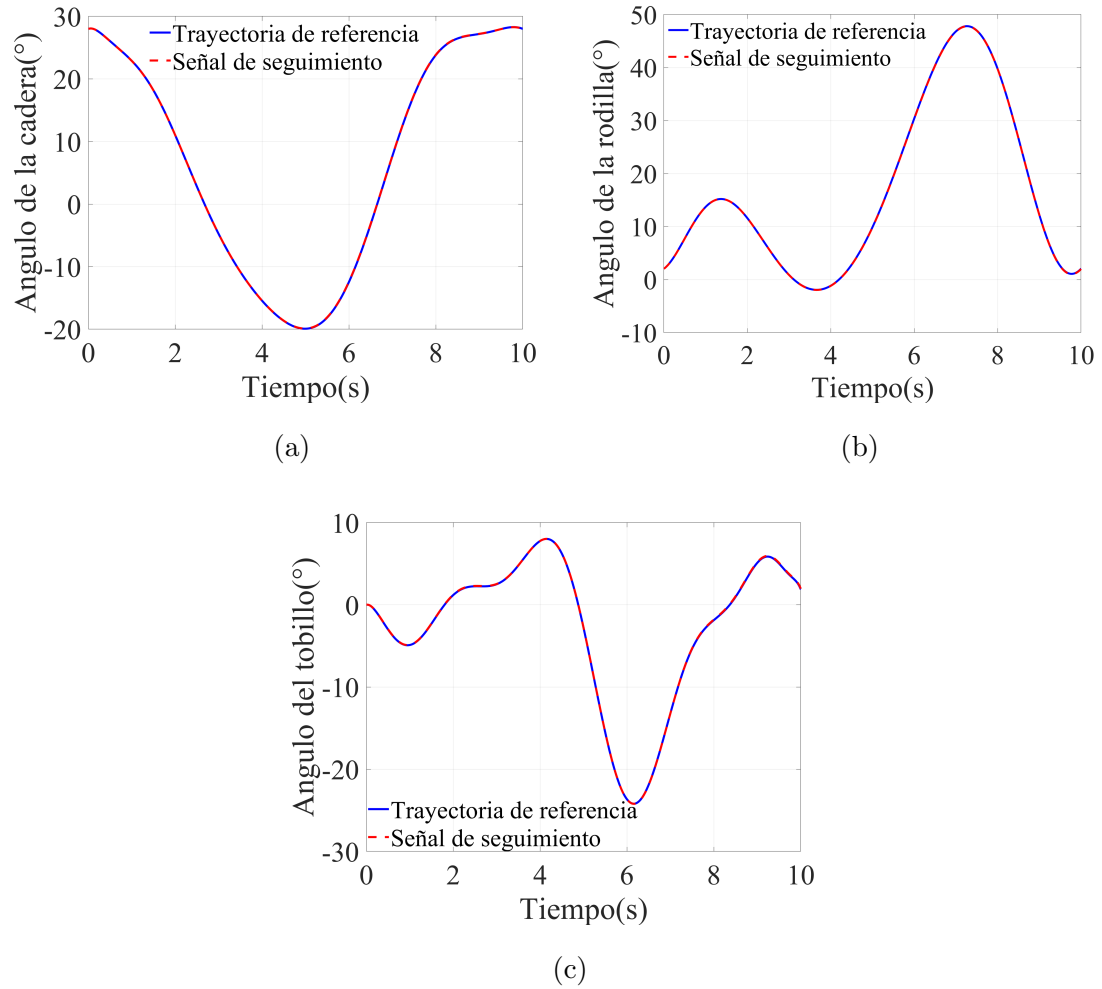 Angulo de la cadera(°)
30
20
10
0
-10
-20
Trayectoria de referencia
Señal de seguimiento
0 2 4 6 8 10
Tiempo(s)
(a)
Angulo de la rodilla(°)
50
40
30
20
10
0
-10
Trayectoria de referencia
Señal de seguimiento
0 2 4 6 8 10
Tiempo(s)
(b)
Angulo del tobillo(°)
10
0
-10
-20
-30
Trayectoria de referencia
Señal de seguimiento
0 2 4 6 8 10
Tiempo(s)
(c)